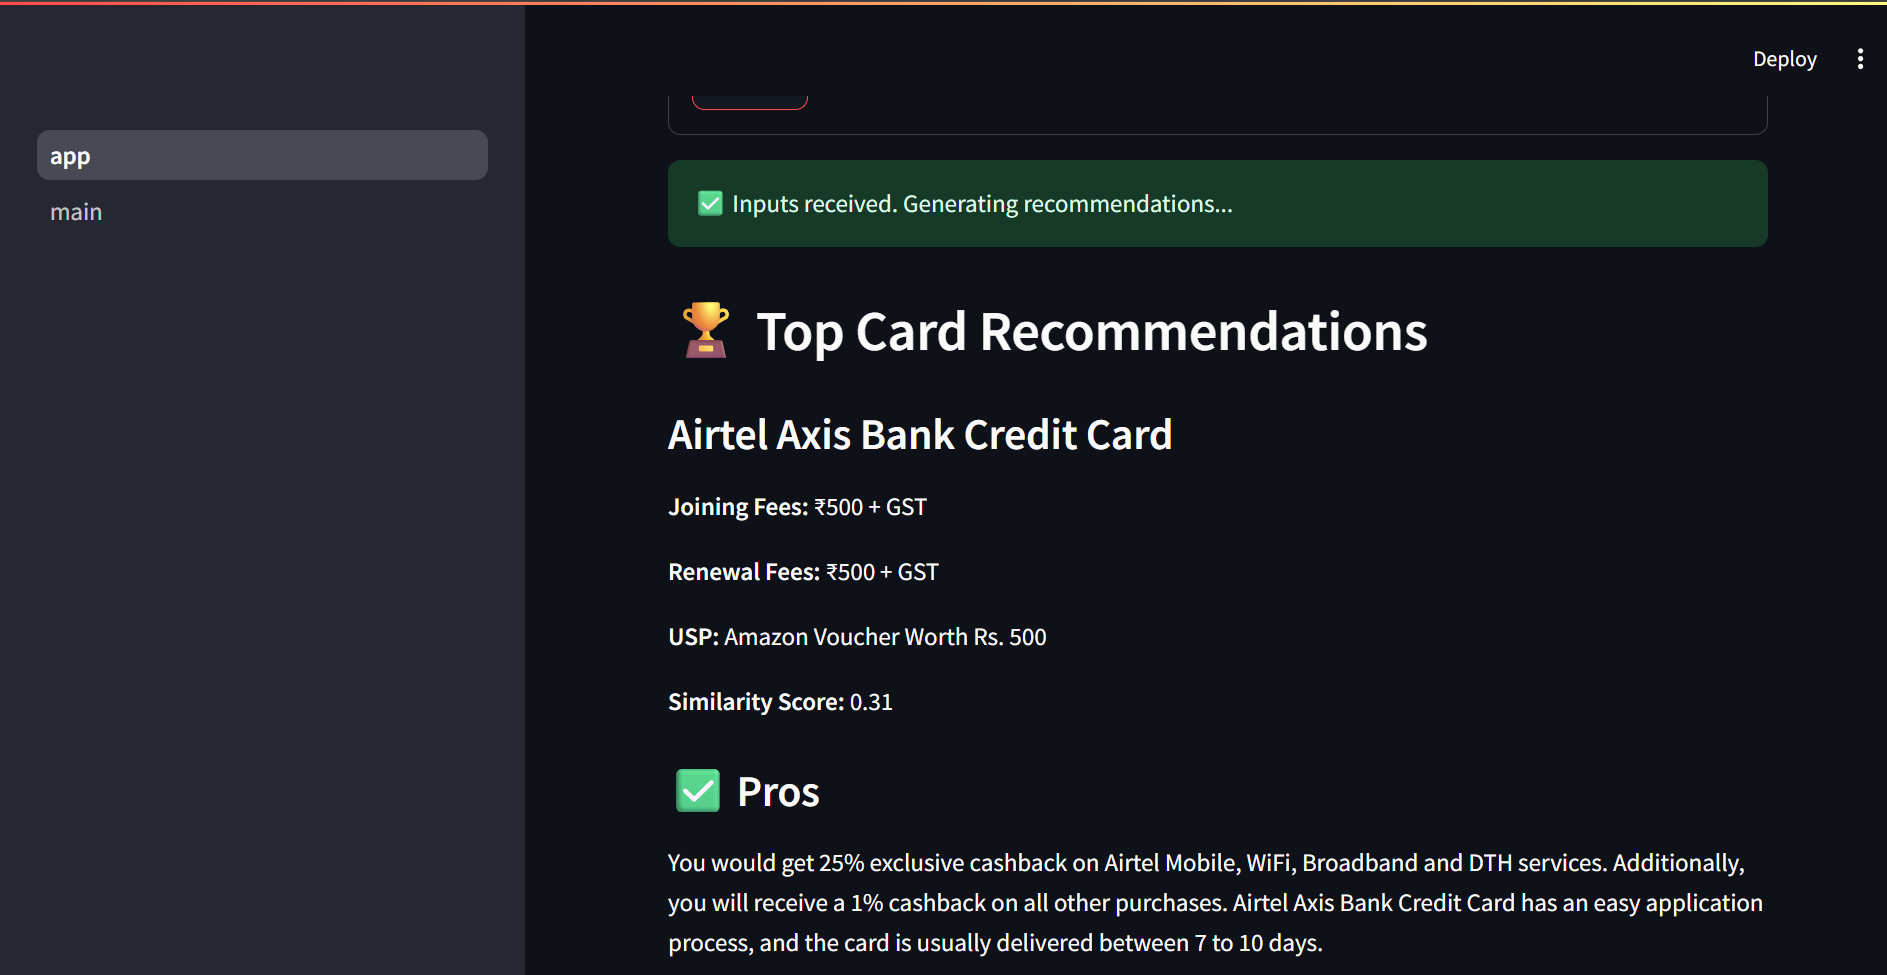 Deploy
app
main
✅ Inputs received. Generating recommendations...
🏆 Top Card Recommendations
Airtel Axis Bank Credit Card
Joining Fees: ₹500 + GST
Renewal Fees: ₹500 + GST
USP: Amazon Voucher Worth Rs. 500
Similarity Score: 0.31
✅ Pros
You would get 25% exclusive cashback on Airtel Mobile, WiFi, Broadband and DTH services. Additionally,
you will receive a 1% cashback on all other purchases. Airtel Axis Bank Credit Card has an easy application
process, and the card is usually delivered between 7 to 10 days.